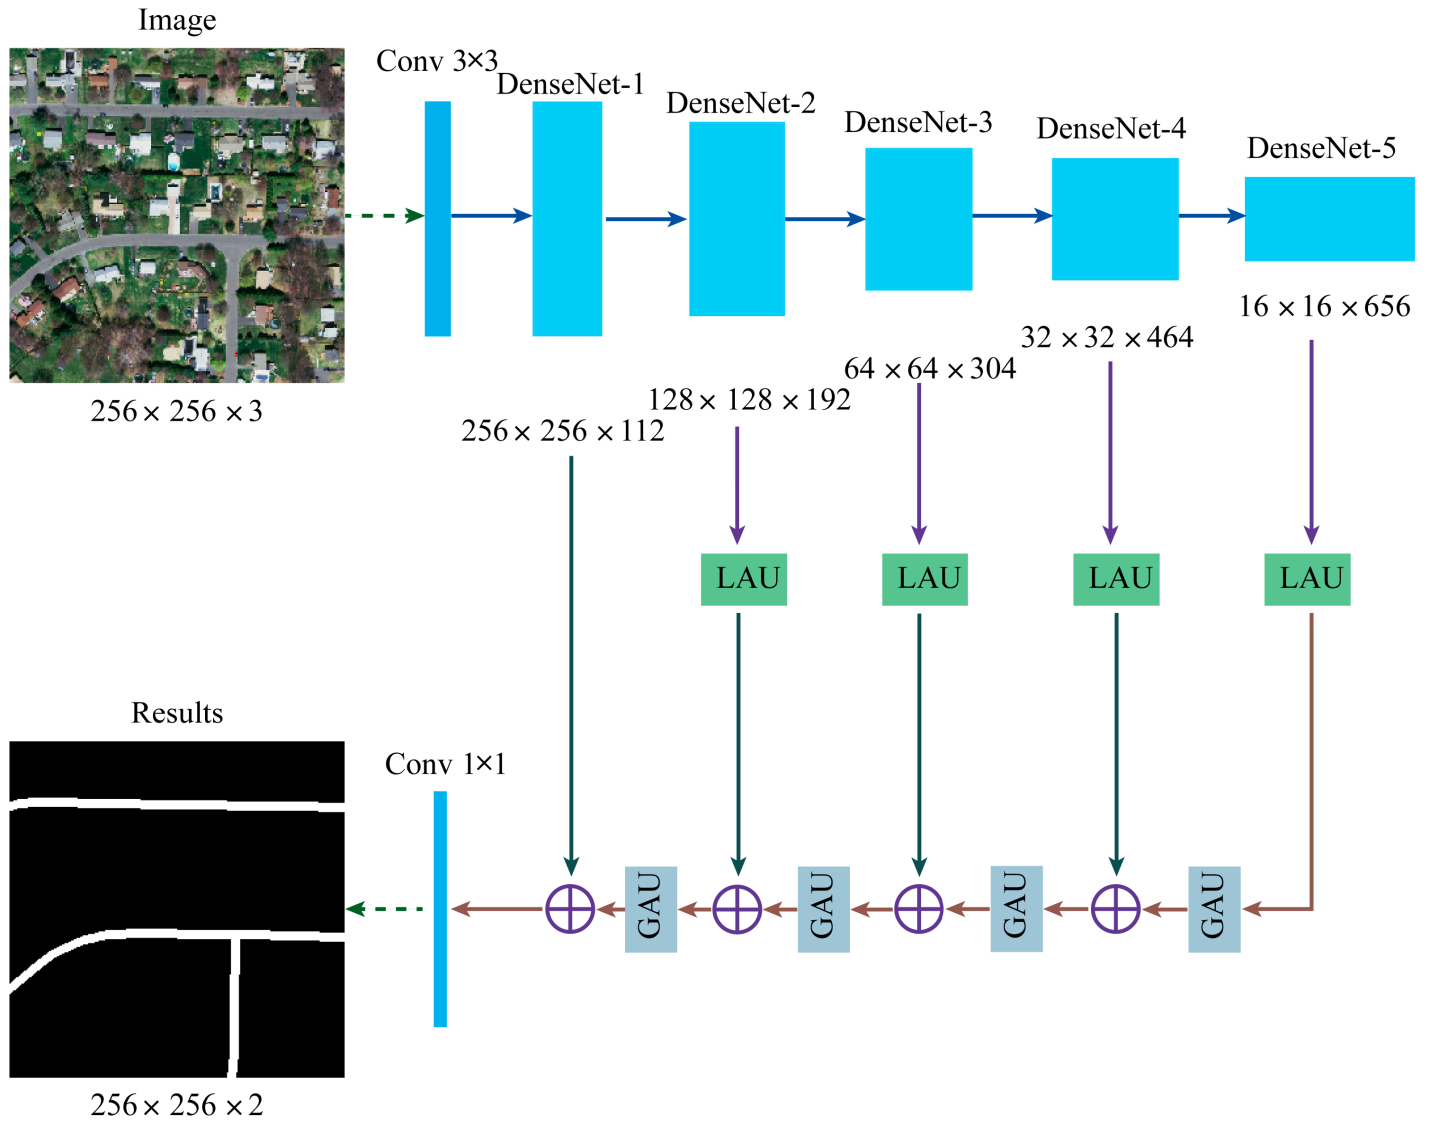 Image
Conv 3×3
DenseNet-1
DenseNet-2
DenseNet-3
DenseNet-4
DenseNet-5
256 × 256 × 3
256 × 256 × 112
128 × 128 × 192
64 × 64 × 304
32 × 32 × 464
16 × 16 × 656
LAU
LAU
LAU
LAU
Results
Conv 1×1
GAU
GAU
GAU
GAU
256 × 256 × 2